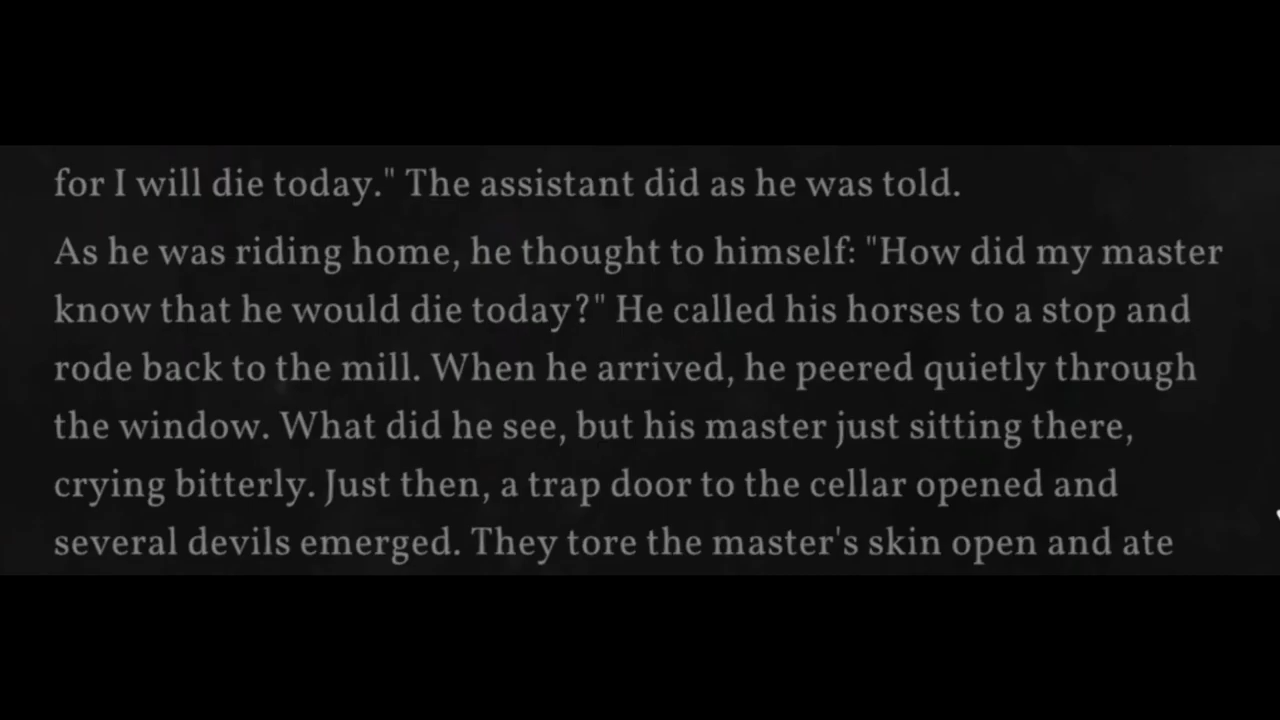 for I will die today." The assistant did as he was told.
As he was riding home, he thought to himself: "How did my master
know that he would die today?" He called his horses to a stop and
rode back to the mill. When he arrived, he peered quietly through
the window. What did he see, but his master just sitting there,
crying bitterly. Just then, a trap door to the cellar opened and
several devils emerged. They tore the master's skin open and ate